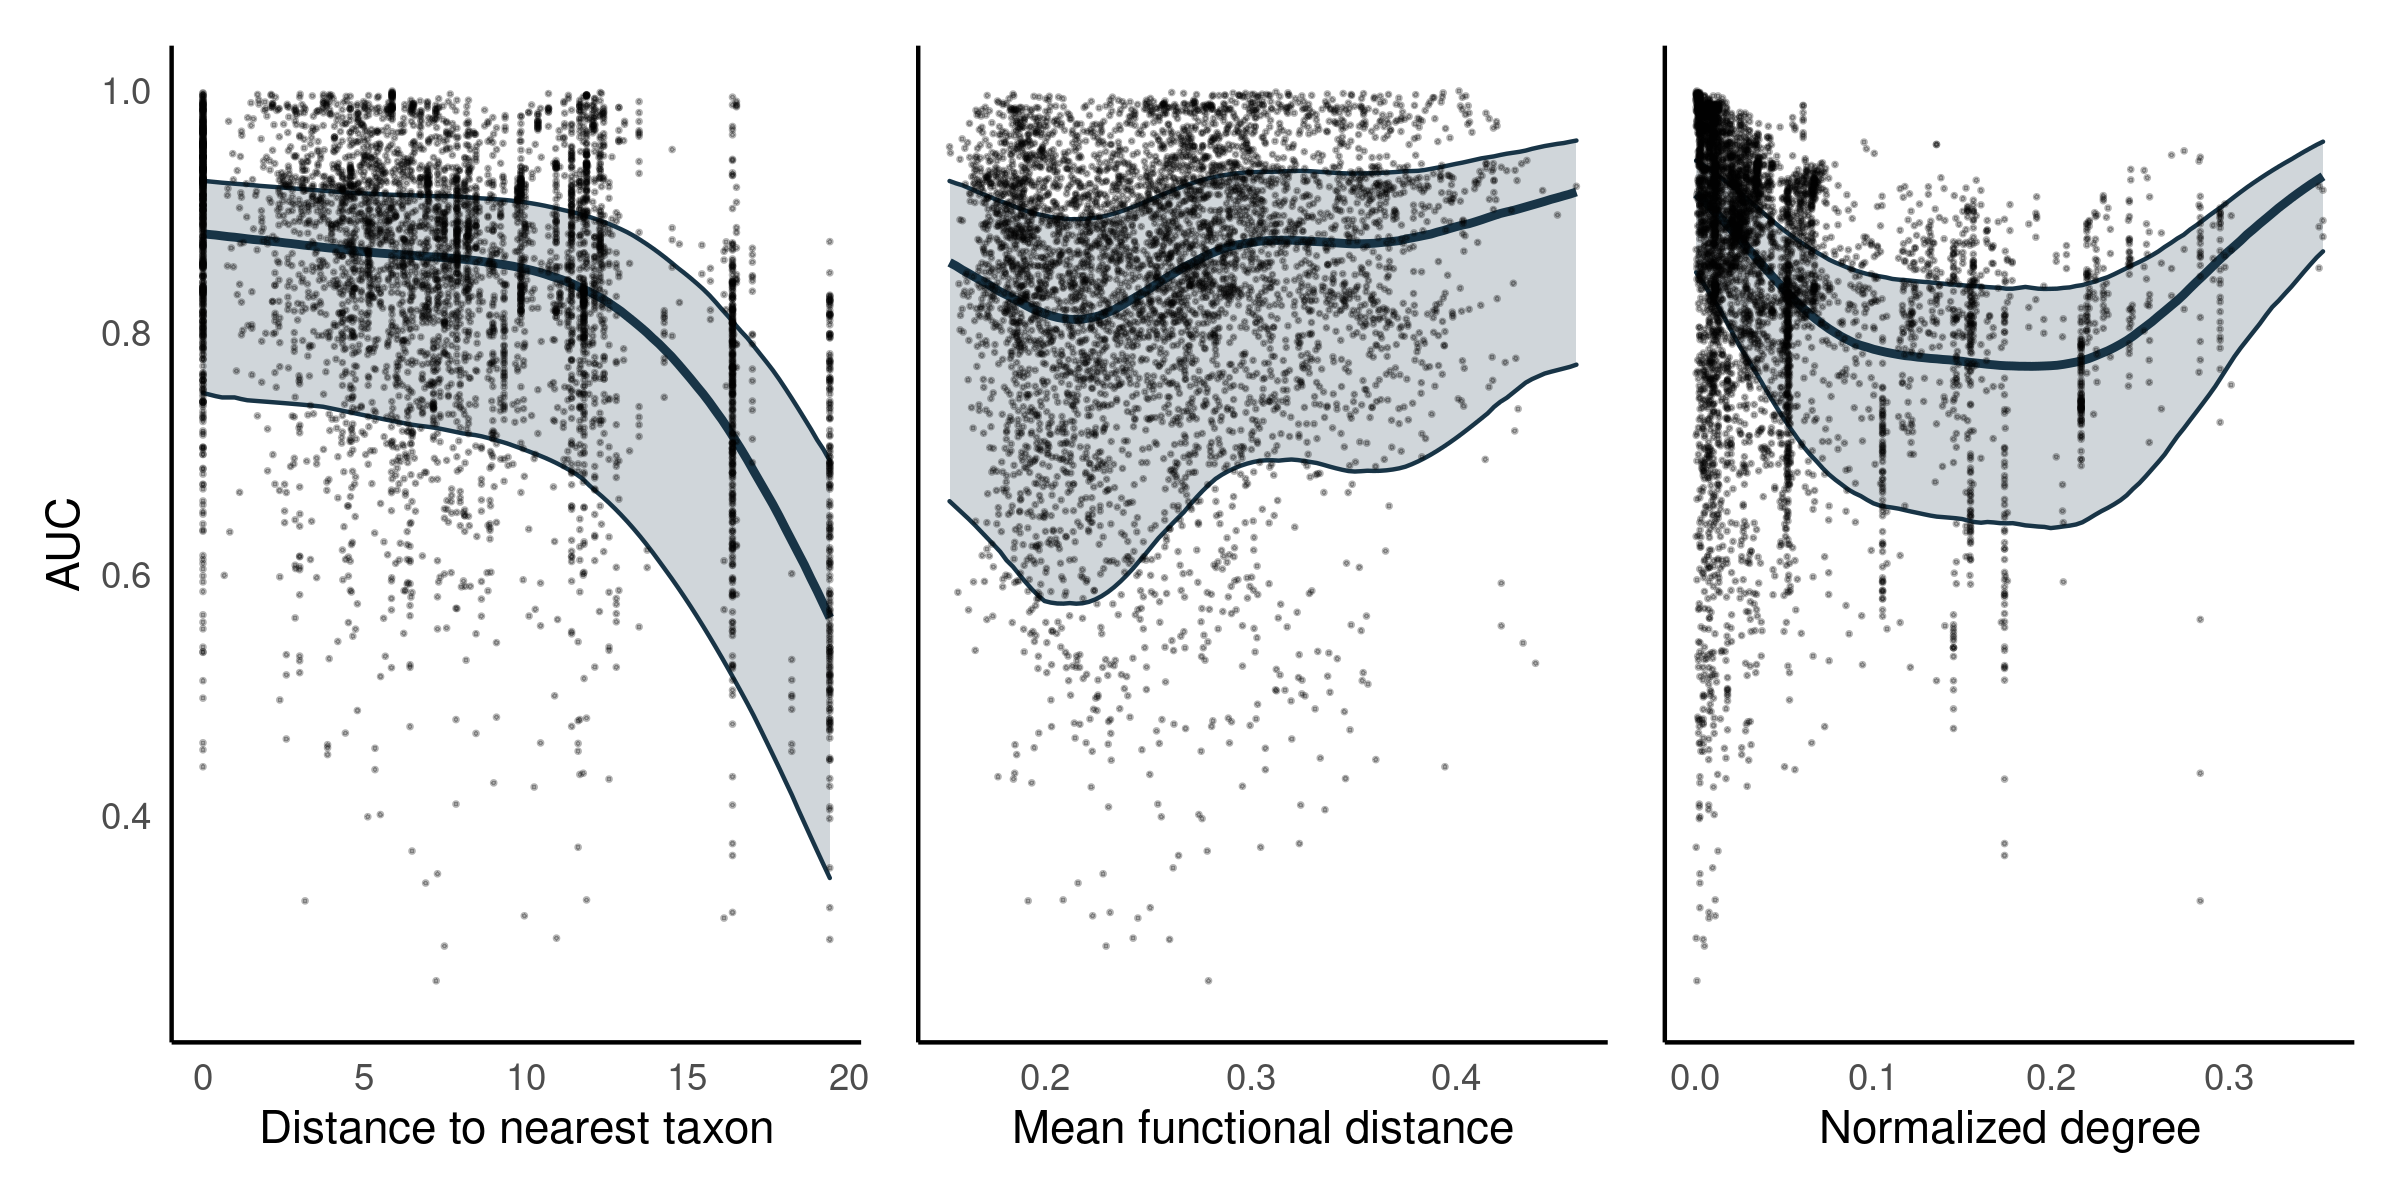 AUC
1.0
0.8
0.6
0.4
0 5 10 15 20
0.2 0.3 0.4
0.0 0.1 0.2 0.3
Distance to nearest taxon
Mean functional distance
Normalized degree